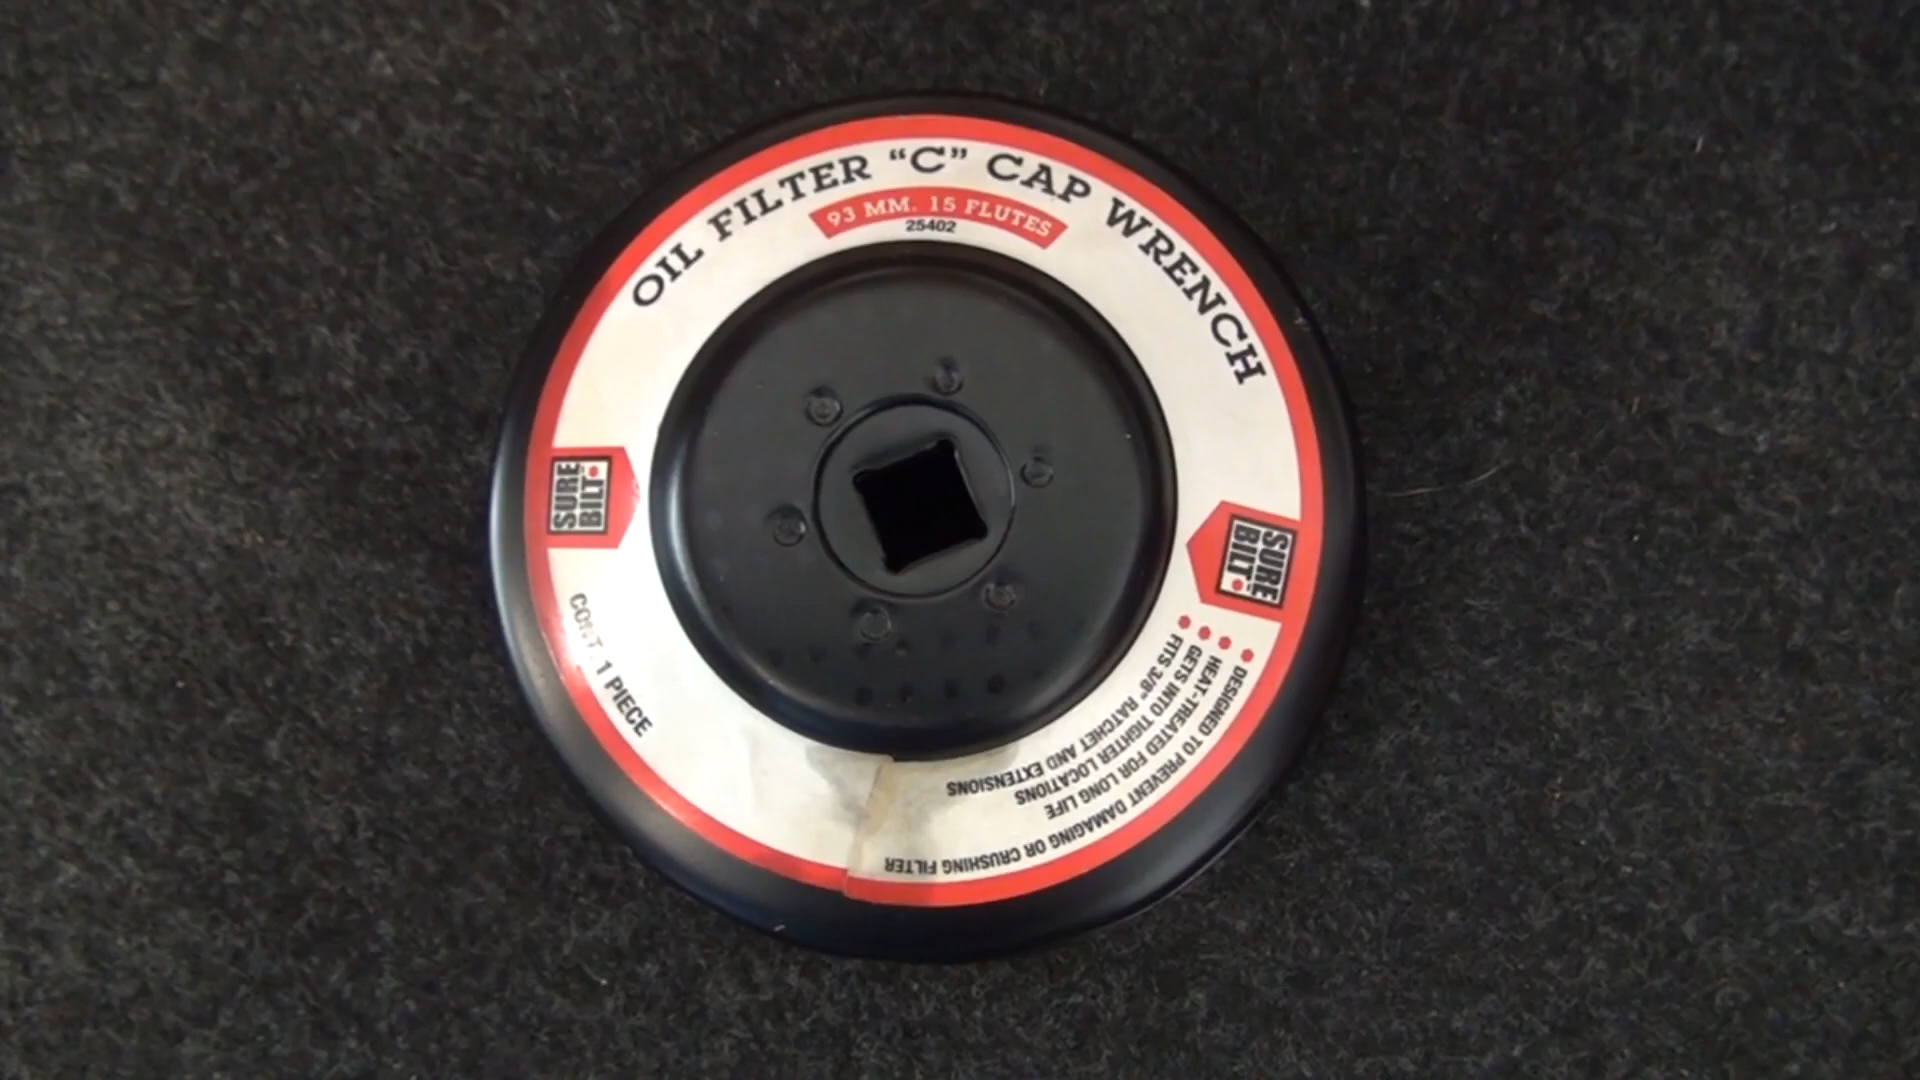 OIL FILTER “C” CAP WRENCH
93 MM. 15 FLUTES
25402
SURE
BILT
SURE
BILT
DESIGNED TO PREVENT DAMAGING OR CRUSHING FILTER
HEAT-TREATED FOR LONG LIFE
GETS INTO TIGHTER LOCATIONS
FITS 3/8" RATCHET AND EXTENSIONS
CONT. 1 PIECE